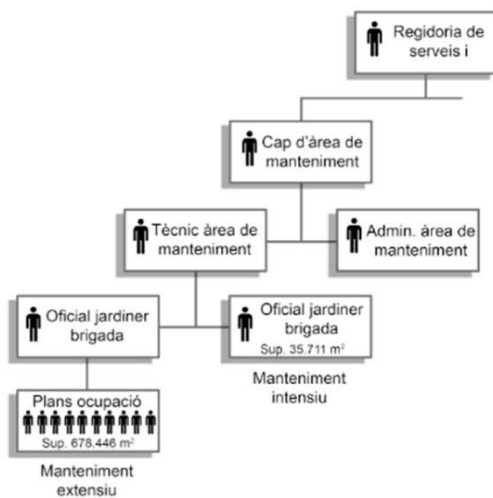 Regidoria de
serveis i
Cap d'àrea de
manteniment
Tècnic àrea de
manteniment
Admin. àrea de
manteniment
Oficial jardiner
brigada
Oficial jardiner
brigada
Sup. 35.711 m²
Manteniment
intensiu
Plans ocupació
Sup. 678.446 m²
Manteniment
extensiu